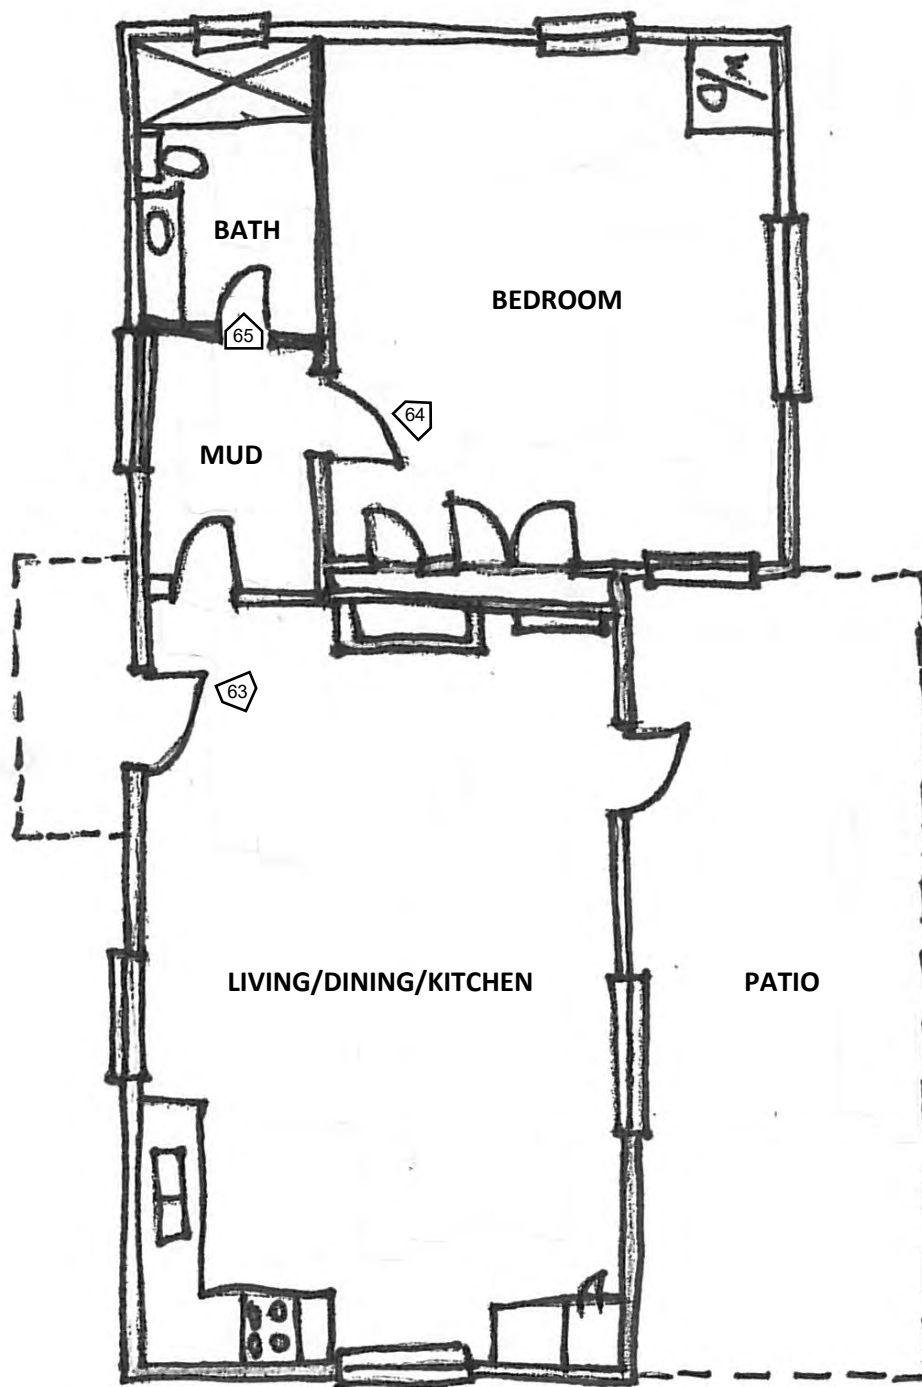 W/D
BATH
BEDROOM
65
64
MUD
63
LIVING/DINING/KITCHEN
PATIO